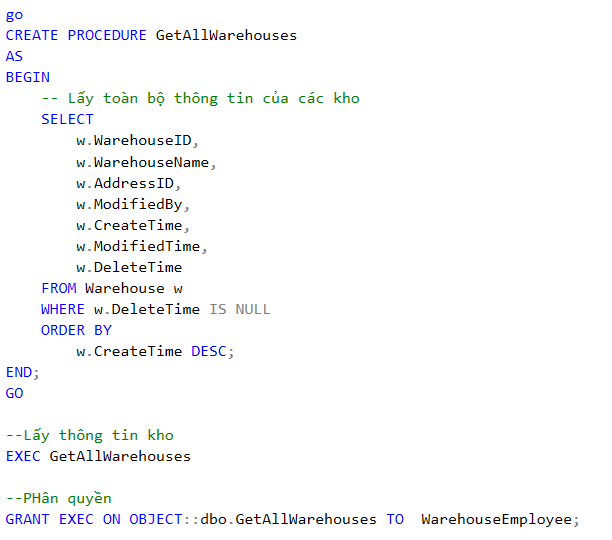 go
CREATE PROCEDURE GetAllWarehouses
AS
BEGIN
    -- Lấy toàn bộ thông tin của các kho
    SELECT
        w.WarehouseID,
        w.WarehouseName,
        w.AddressID,
        w.ModifiedBy,
        w.CreateTime,
        w.ModifiedTime,
        w.DeleteTime
    FROM Warehouse w
    WHERE w.DeleteTime IS NULL
    ORDER BY
        w.CreateTime DESC;
END;
GO

--Lấy thông tin kho
EXEC GetAllWarehouses

--PHân quyền
GRANT EXEC ON OBJECT::dbo.GetAllWarehouses TO  WarehouseEmployee;